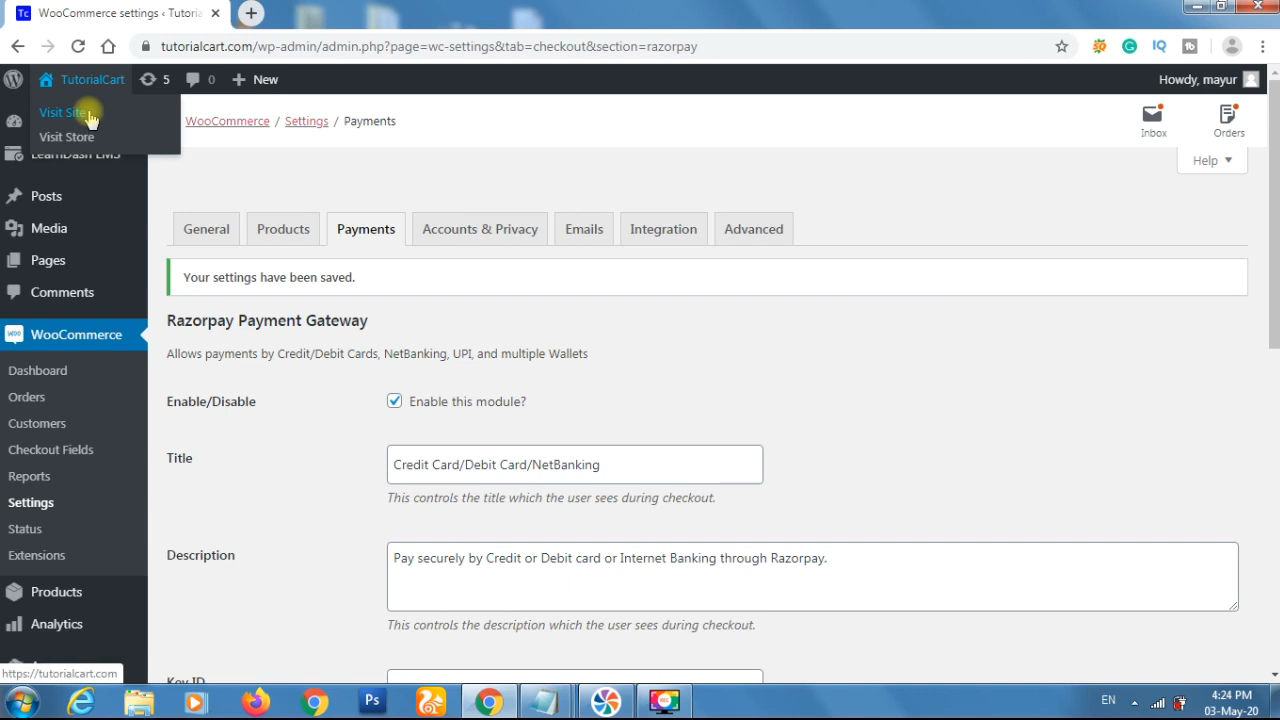 Tc WooCommerce settings ‹ Tutoria
tutorialcart.com/wp-admin/admin.php?page=wc-settings&tab=checkout&section=razorpay
TutorialCart 5 0 New Howdy, mayur
Visit Site
Visit Store
WooCommerce / Settings / Payments
Inbox
Orders
Help
LearnDash LMS
Posts
Media
Pages
Comments
WooCommerce
Dashboard
Orders
Customers
Checkout Fields
Reports
Settings
Status
Extensions
Products
Analytics
General Products Payments Accounts & Privacy Emails Integration Advanced
Your settings have been saved.
Razorpay Payment Gateway
Allows payments by Credit/Debit Cards, NetBanking, UPI, and multiple Wallets
Enable/Disable Enable this module?
Title Credit Card/Debit Card/NetBanking
This controls the title which the user sees during checkout.
Description Pay securely by Credit or Debit card or Internet Banking through Razorpay.
This controls the description which the user sees during checkout.
Key ID
https://tutorialcart.com
Ps
EN
4:24 PM
03-May-20